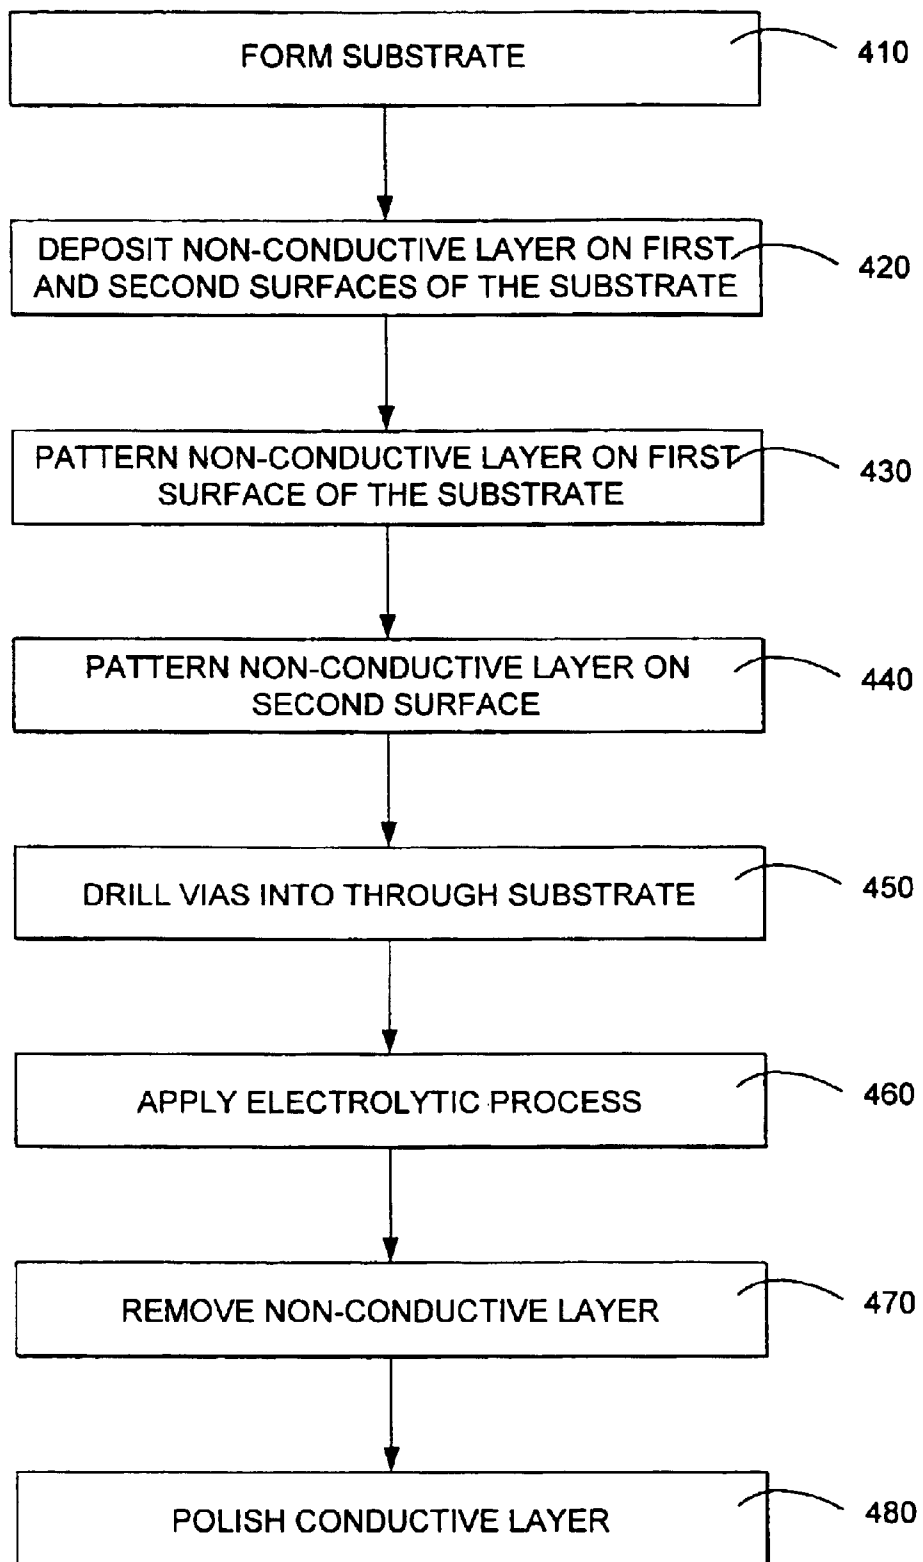 FORM SUBSTRATE
410
DEPOSIT NON-CONDUCTIVE LAYER ON FIRST
AND SECOND SURFACES OF THE SUBSTRATE
420
PATTERN NON-CONDUCTIVE LAYER ON FIRST
SURFACE OF THE SUBSTRATE
430
PATTERN NON-CONDUCTIVE LAYER ON
SECOND SURFACE
440
DRILL VIAS INTO THROUGH SUBSTRATE
450
APPLY ELECTROLYTIC PROCESS
460
REMOVE NON-CONDUCTIVE LAYER
470
POLISH CONDUCTIVE LAYER
480